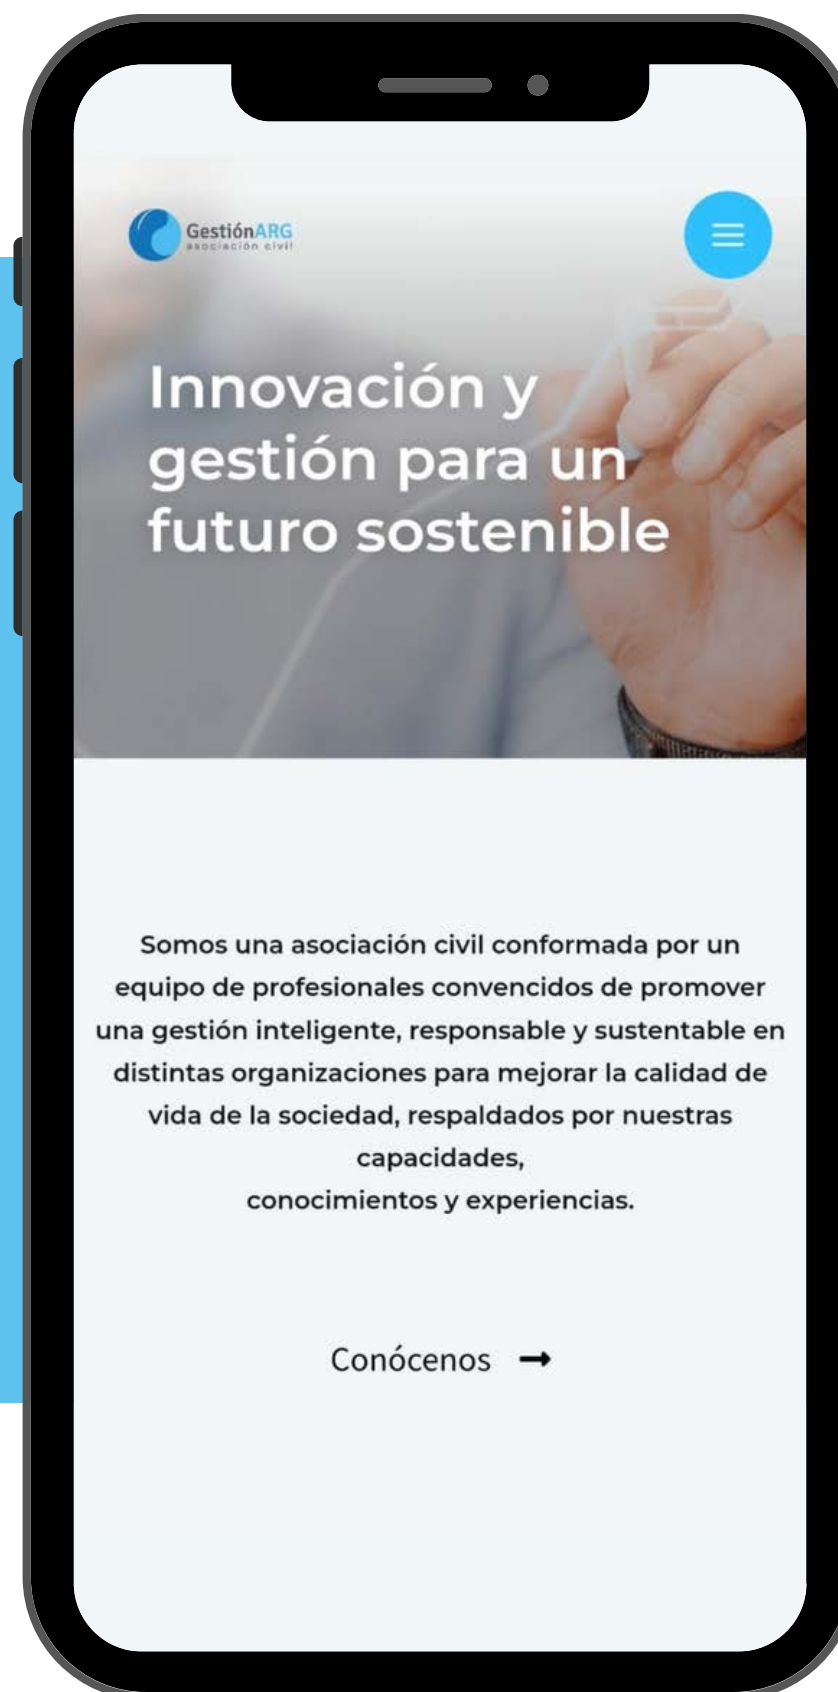 GestiónARG
asociación civil
Innovación y
gestión para un
futuro sostenible
Somos una asociación civil conformada por un
equipo de profesionales convencidos de promover
una gestión inteligente, responsable y sustentable en
distintas organizaciones para mejorar la calidad de
vida de la sociedad, respaldados por nuestras
capacidades,
conocimientos y experiencias.
Conócenos